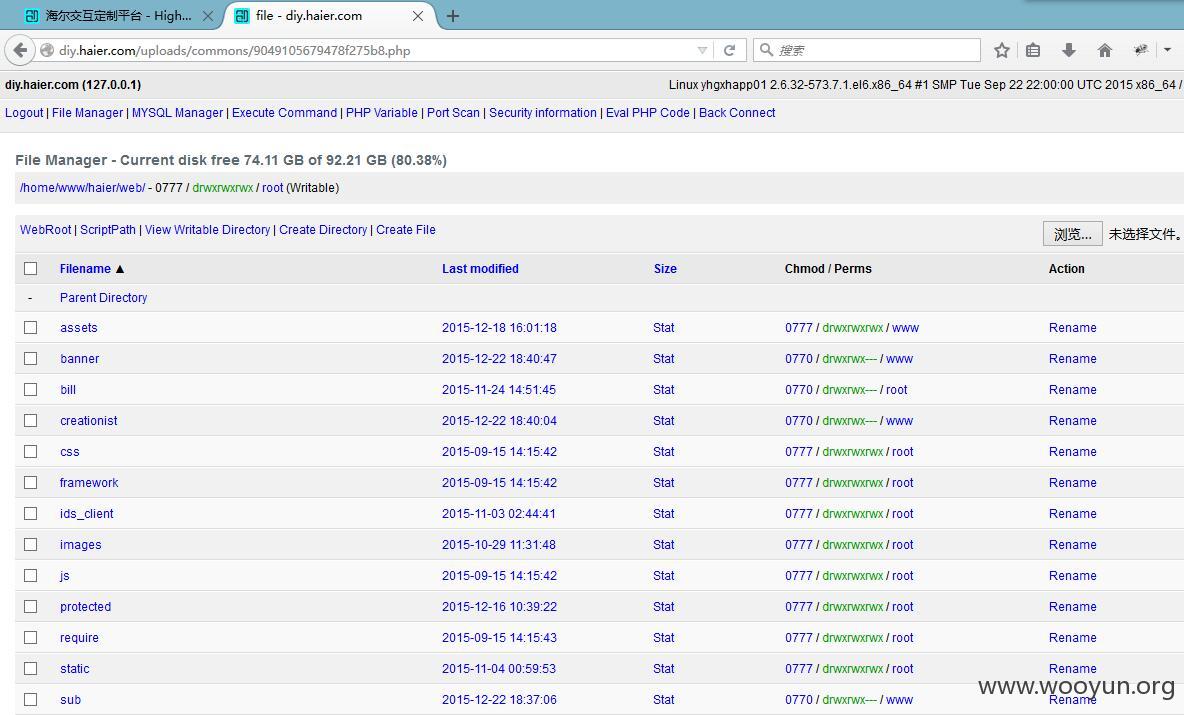 海尔交互定制平台 - High...
file - diy.haier.com
diy.haier.com/uploads/commons/9049105679478f275b8.php
搜索
diy.haier.com (127.0.0.1)
Linux yhgxhapp01 2.6.32-573.7.1.el6.x86_64 #1 SMP Tue Sep 22 22:00:00 UTC 2015 x86_64 /
Logout | File Manager | MYSQL Manager | Execute Command | PHP Variable | Port Scan | Security information | Eval PHP Code | Back Connect
File Manager - Current disk free 74.11 GB of 92.21 GB (80.38%)
/home/www/haier/web/ - 0777 / drwxrwxrwx / root (Writable)
WebRoot | ScriptPath | View Writable Directory | Create Directory | Create File
浏览... 未选择文件。
Filename ▲ Last modified Size Chmod / Perms Action
- Parent Directory
assets 2015-12-18 16:01:18 Stat 0777 / drwxrwxrwx / www Rename
banner 2015-12-22 18:40:47 Stat 0770 / drwxrwx--- / www Rename
bill 2015-11-24 14:51:45 Stat 0770 / drwxrwx--- / root Rename
creationist 2015-12-22 18:40:04 Stat 0770 / drwxrwx--- / www Rename
css 2015-09-15 14:15:42 Stat 0777 / drwxrwxrwx / root Rename
framework 2015-09-15 14:15:42 Stat 0777 / drwxrwxrwx / root Rename
ids_client 2015-11-03 02:44:41 Stat 0777 / drwxrwxrwx / root Rename
images 2015-10-29 11:31:48 Stat 0777 / drwxrwxrwx / root Rename
js 2015-09-15 14:15:42 Stat 0777 / drwxrwxrwx / root Rename
protected 2015-12-16 10:39:22 Stat 0777 / drwxrwxrwx / root Rename
require 2015-09-15 14:15:43 Stat 0777 / drwxrwxrwx / root Rename
static 2015-11-04 00:59:53 Stat 0777 / drwxrwxrwx / root Rename
sub 2015-12-22 18:37:06 Stat 0770 / drwxrwx--- / www Rename
www.wooyun.org